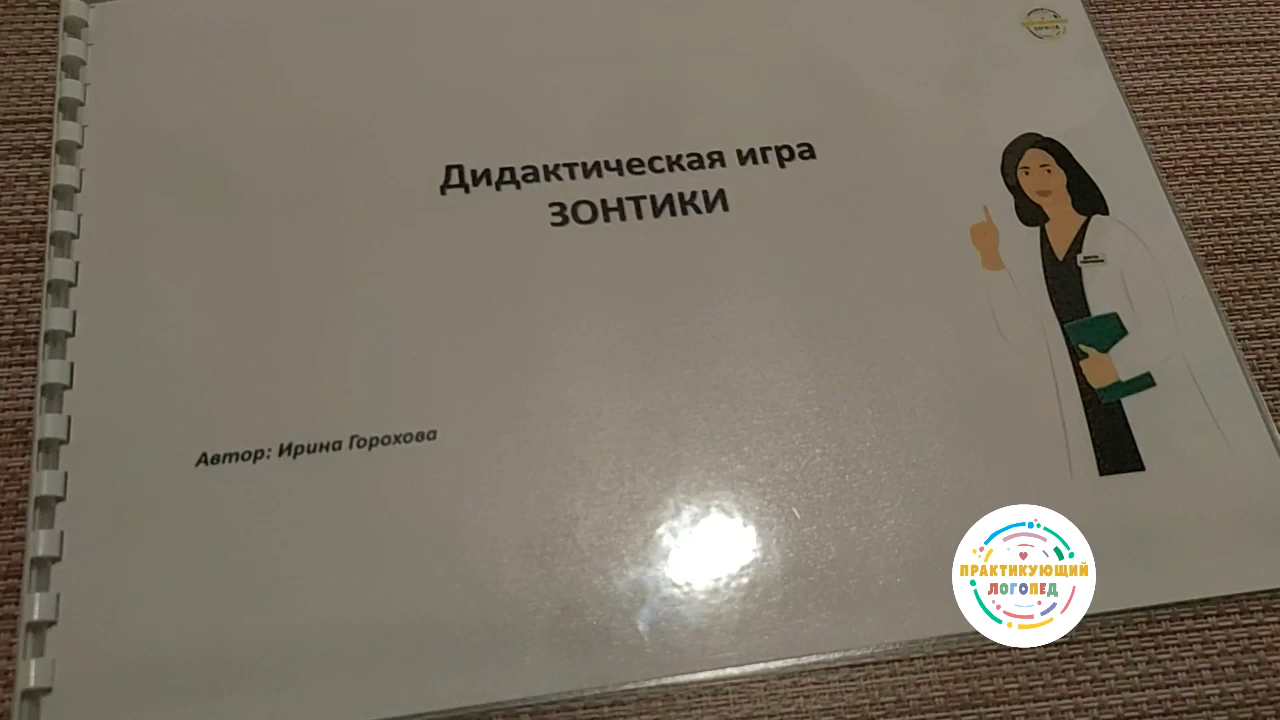 Дидактическая игра
ЗОНТИКИ
Автор: Ирина Горохова
ПРАКТИКУЮЩИЙ
ЛОГОПЕД